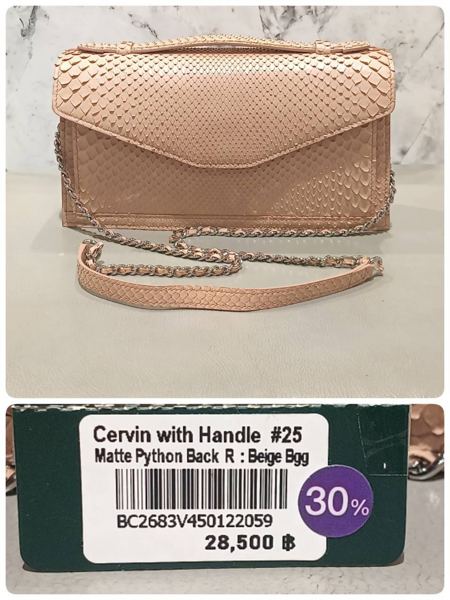 Cervin with Handle #25
Matte Python Back R : Beige Bgg
30%
BC2683V450122059
28,500 ฿